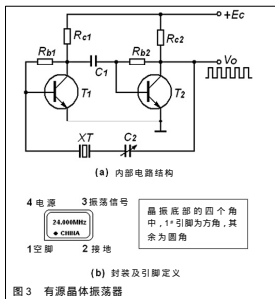 +Ec
Rc1
Rc2
Rb1
Rb2
Vo
C1
T1
T2
XT
C2
(a) 内部电路结构
4 电源
3振荡信号
24.000MHz
◆ CHINA
1空脚
2 接地
晶振底部的四个角
中，1#引脚为方角，其
余为圆角
(b) 封装及引脚定义
图3 有源晶体振荡器